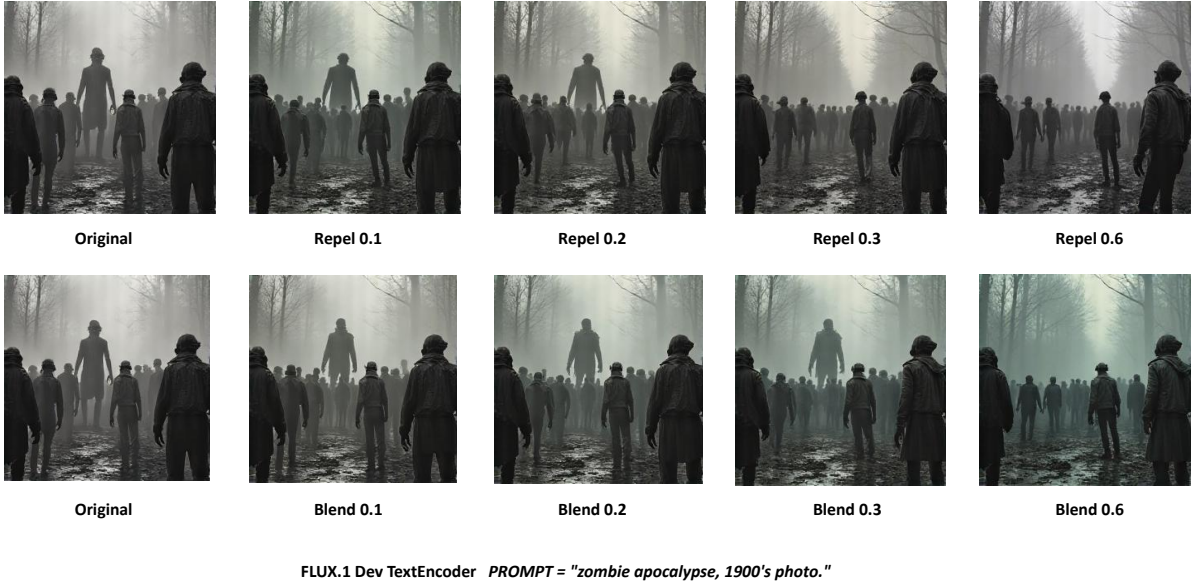 Original Repel 0.1 Repel 0.2 Repel 0.3 Repel 0.6
Original Blend 0.1 Blend 0.2 Blend 0.3 Blend 0.6
FLUX.1 Dev TextEncoder PROMPT = "zombie apocalypse, 1900's photo."